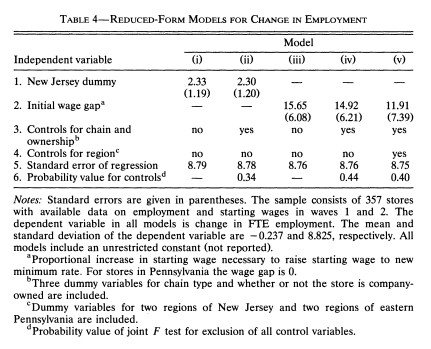 TABLE 4—REDUCED-FORM MODELS FOR CHANGE IN EMPLOYMENT
Model
Independent variable (i) (ii) (iii) (iv) (v)
1. New Jersey dummy 2.33 2.30 — — —
(1.19) (1.20)
2. Initial wage gapᵃ — — 15.65 14.92 11.91
(6.08) (6.21) (7.39)
3. Controls for chain and no yes no yes yes
ownershipᵇ
4. Controls for regionᶜ no no no no yes
5. Standard error of regression 8.79 8.78 8.76 8.76 8.75
6. Probability value for controlsᵈ — 0.34 — 0.44 0.40
Notes: Standard errors are given in parentheses. The sample consists of 357 stores
with available data on employment and starting wages in waves 1 and 2. The
dependent variable in all models is change in FTE employment. The mean and
standard deviation of the dependent variable are −0.237 and 8.825, respectively. All
models include an unrestricted constant (not reported).
ᵃProportional increase in starting wage necessary to raise starting wage to new
minimum rate. For stores in Pennsylvania the wage gap is 0.
ᵇThree dummy variables for chain type and whether or not the store is company-
owned are included.
ᶜDummy variables for two regions of New Jersey and two regions of eastern
Pennsylvania are included.
ᵈProbability value of joint F test for exclusion of all control variables.